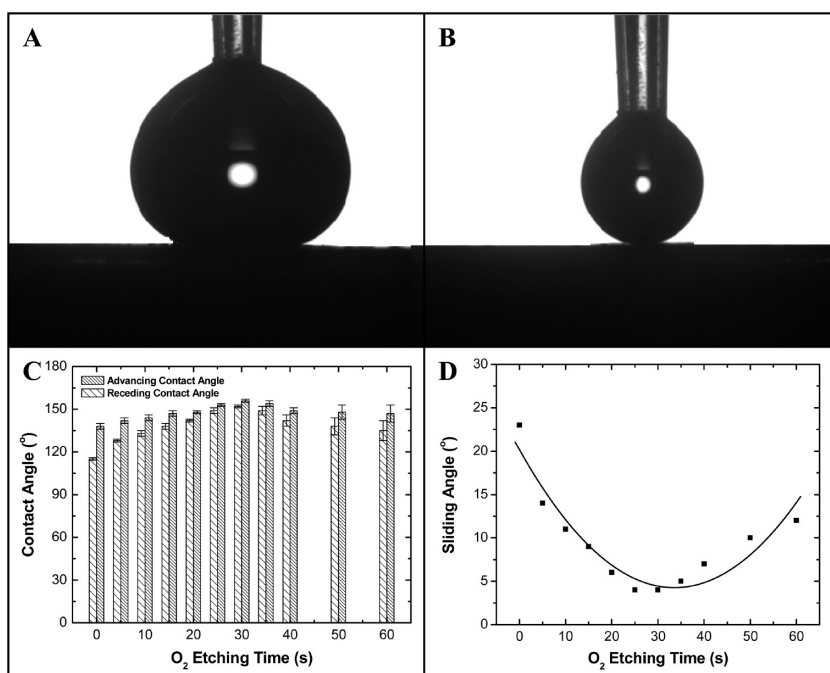 A
B
C
Advancing Contact Angle
Receding Contact Angle
180
150
120
90
60
30
0
Contact Angle (°)
0 10 20 30 40 50 60
O₂ Etching Time (s)
D
30
25
20
15
10
5
0
Sliding Angle (°)
0 10 20 30 40 50 60
O₂ Etching Time (s)